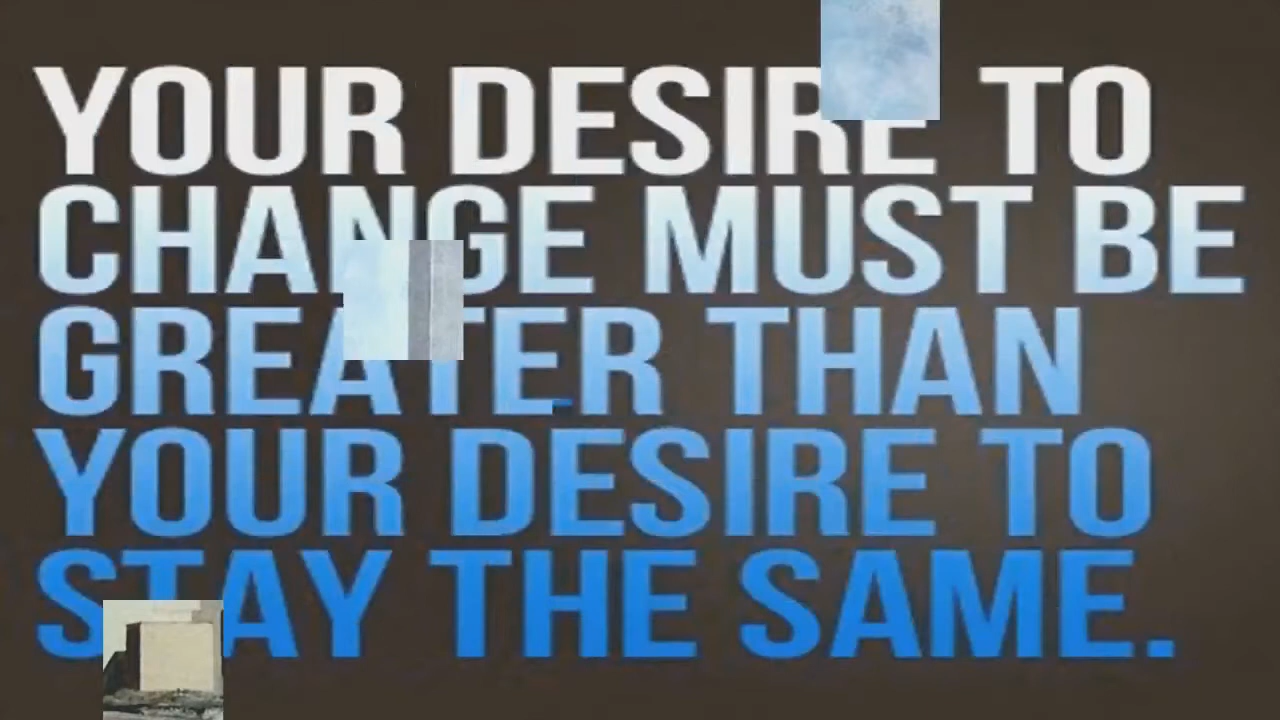 YOUR DESIRE TO
CHANGE MUST BE
GREATER THAN
YOUR DESIRE TO
STAY THE SAME.